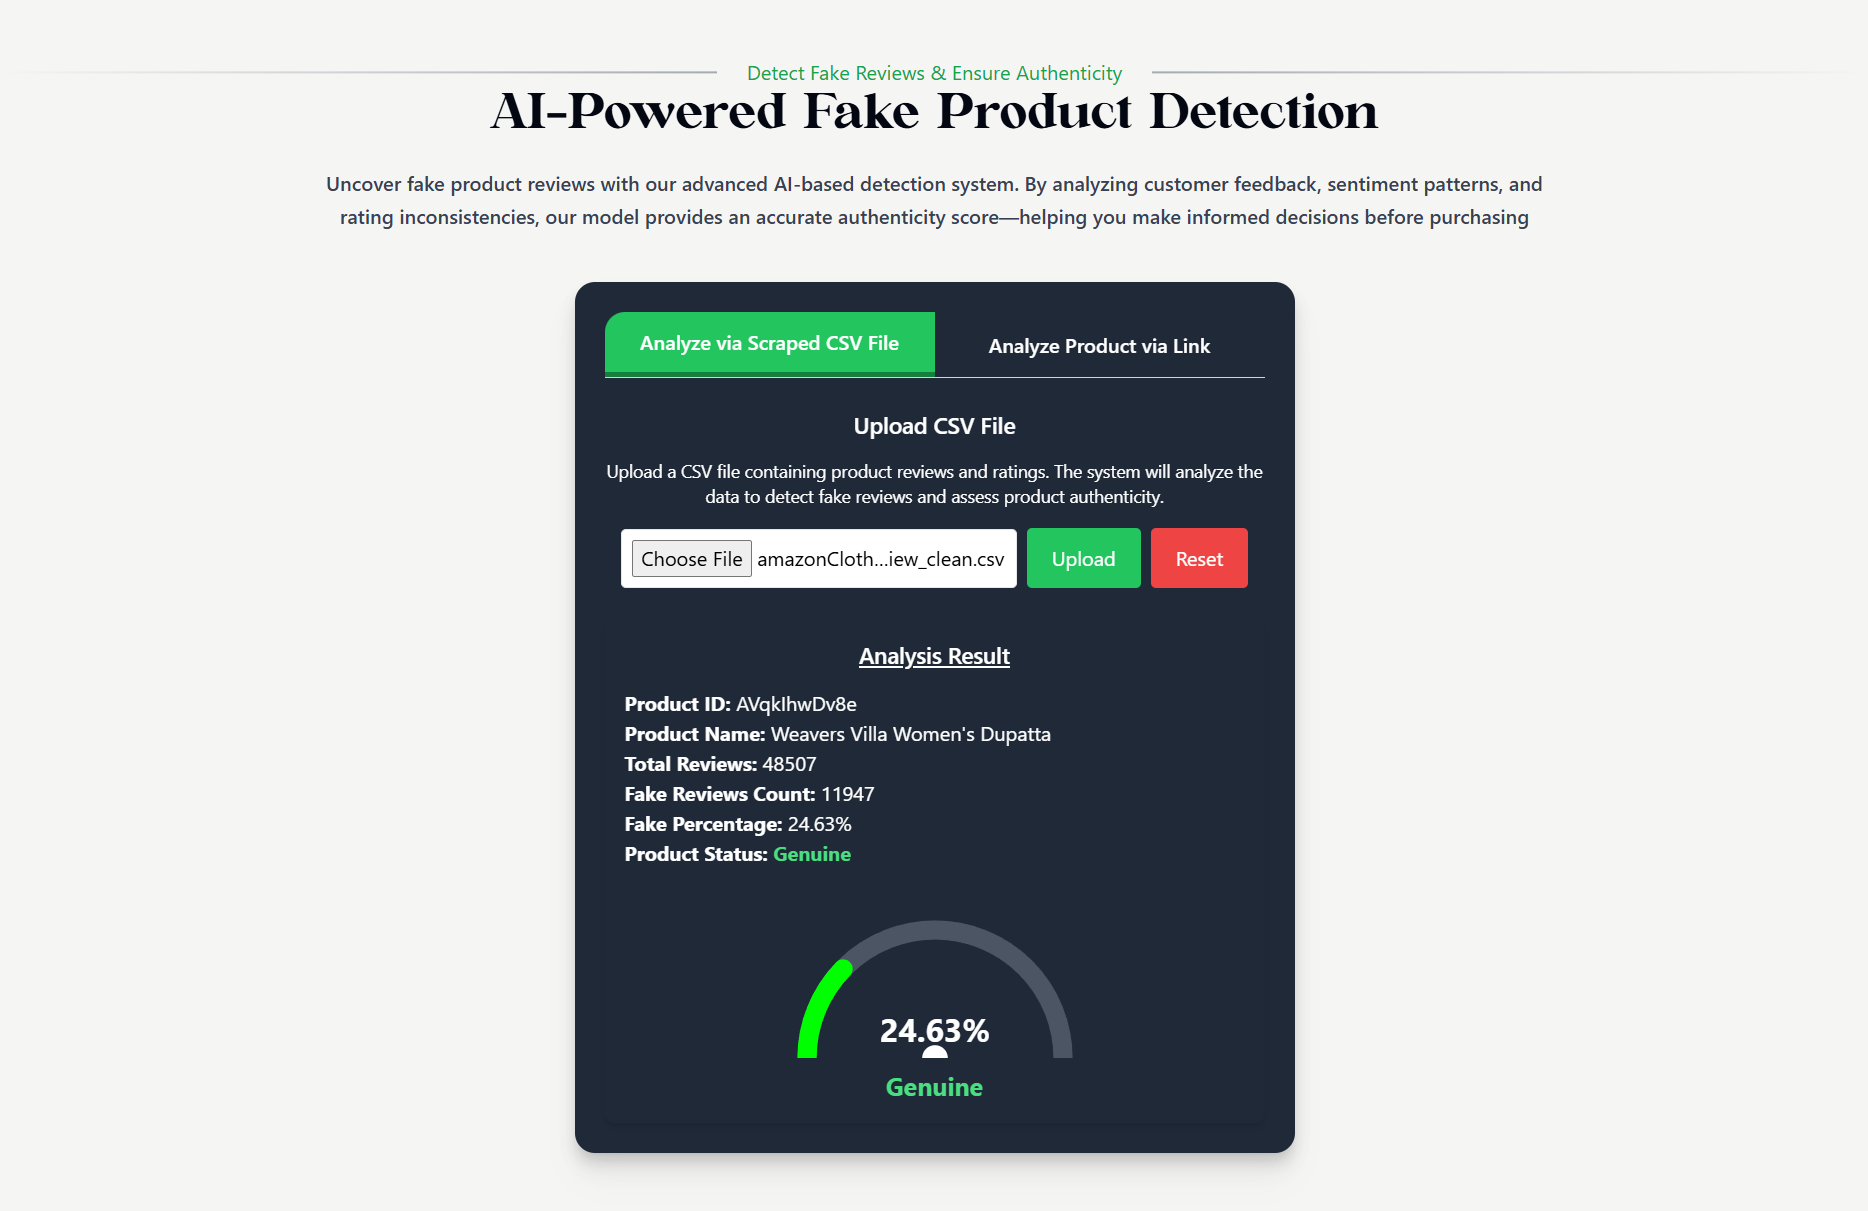 Detect Fake Reviews & Ensure Authenticity
AI-Powered Fake Product Detection
Uncover fake product reviews with our advanced AI-based detection system. By analyzing customer feedback, sentiment patterns, and
rating inconsistencies, our model provides an accurate authenticity score—helping you make informed decisions before purchasing
Analyze via Scraped CSV File
Analyze Product via Link
Upload CSV File
Upload a CSV file containing product reviews and ratings. The system will analyze the
data to detect fake reviews and assess product authenticity.
Choose File amazonCloth...iew_clean.csv Upload Reset
Analysis Result
Product ID: AVqkIhwDv8e
Product Name: Weavers Villa Women's Dupatta
Total Reviews: 48507
Fake Reviews Count: 11947
Fake Percentage: 24.63%
Product Status: Genuine
24.63%
Genuine